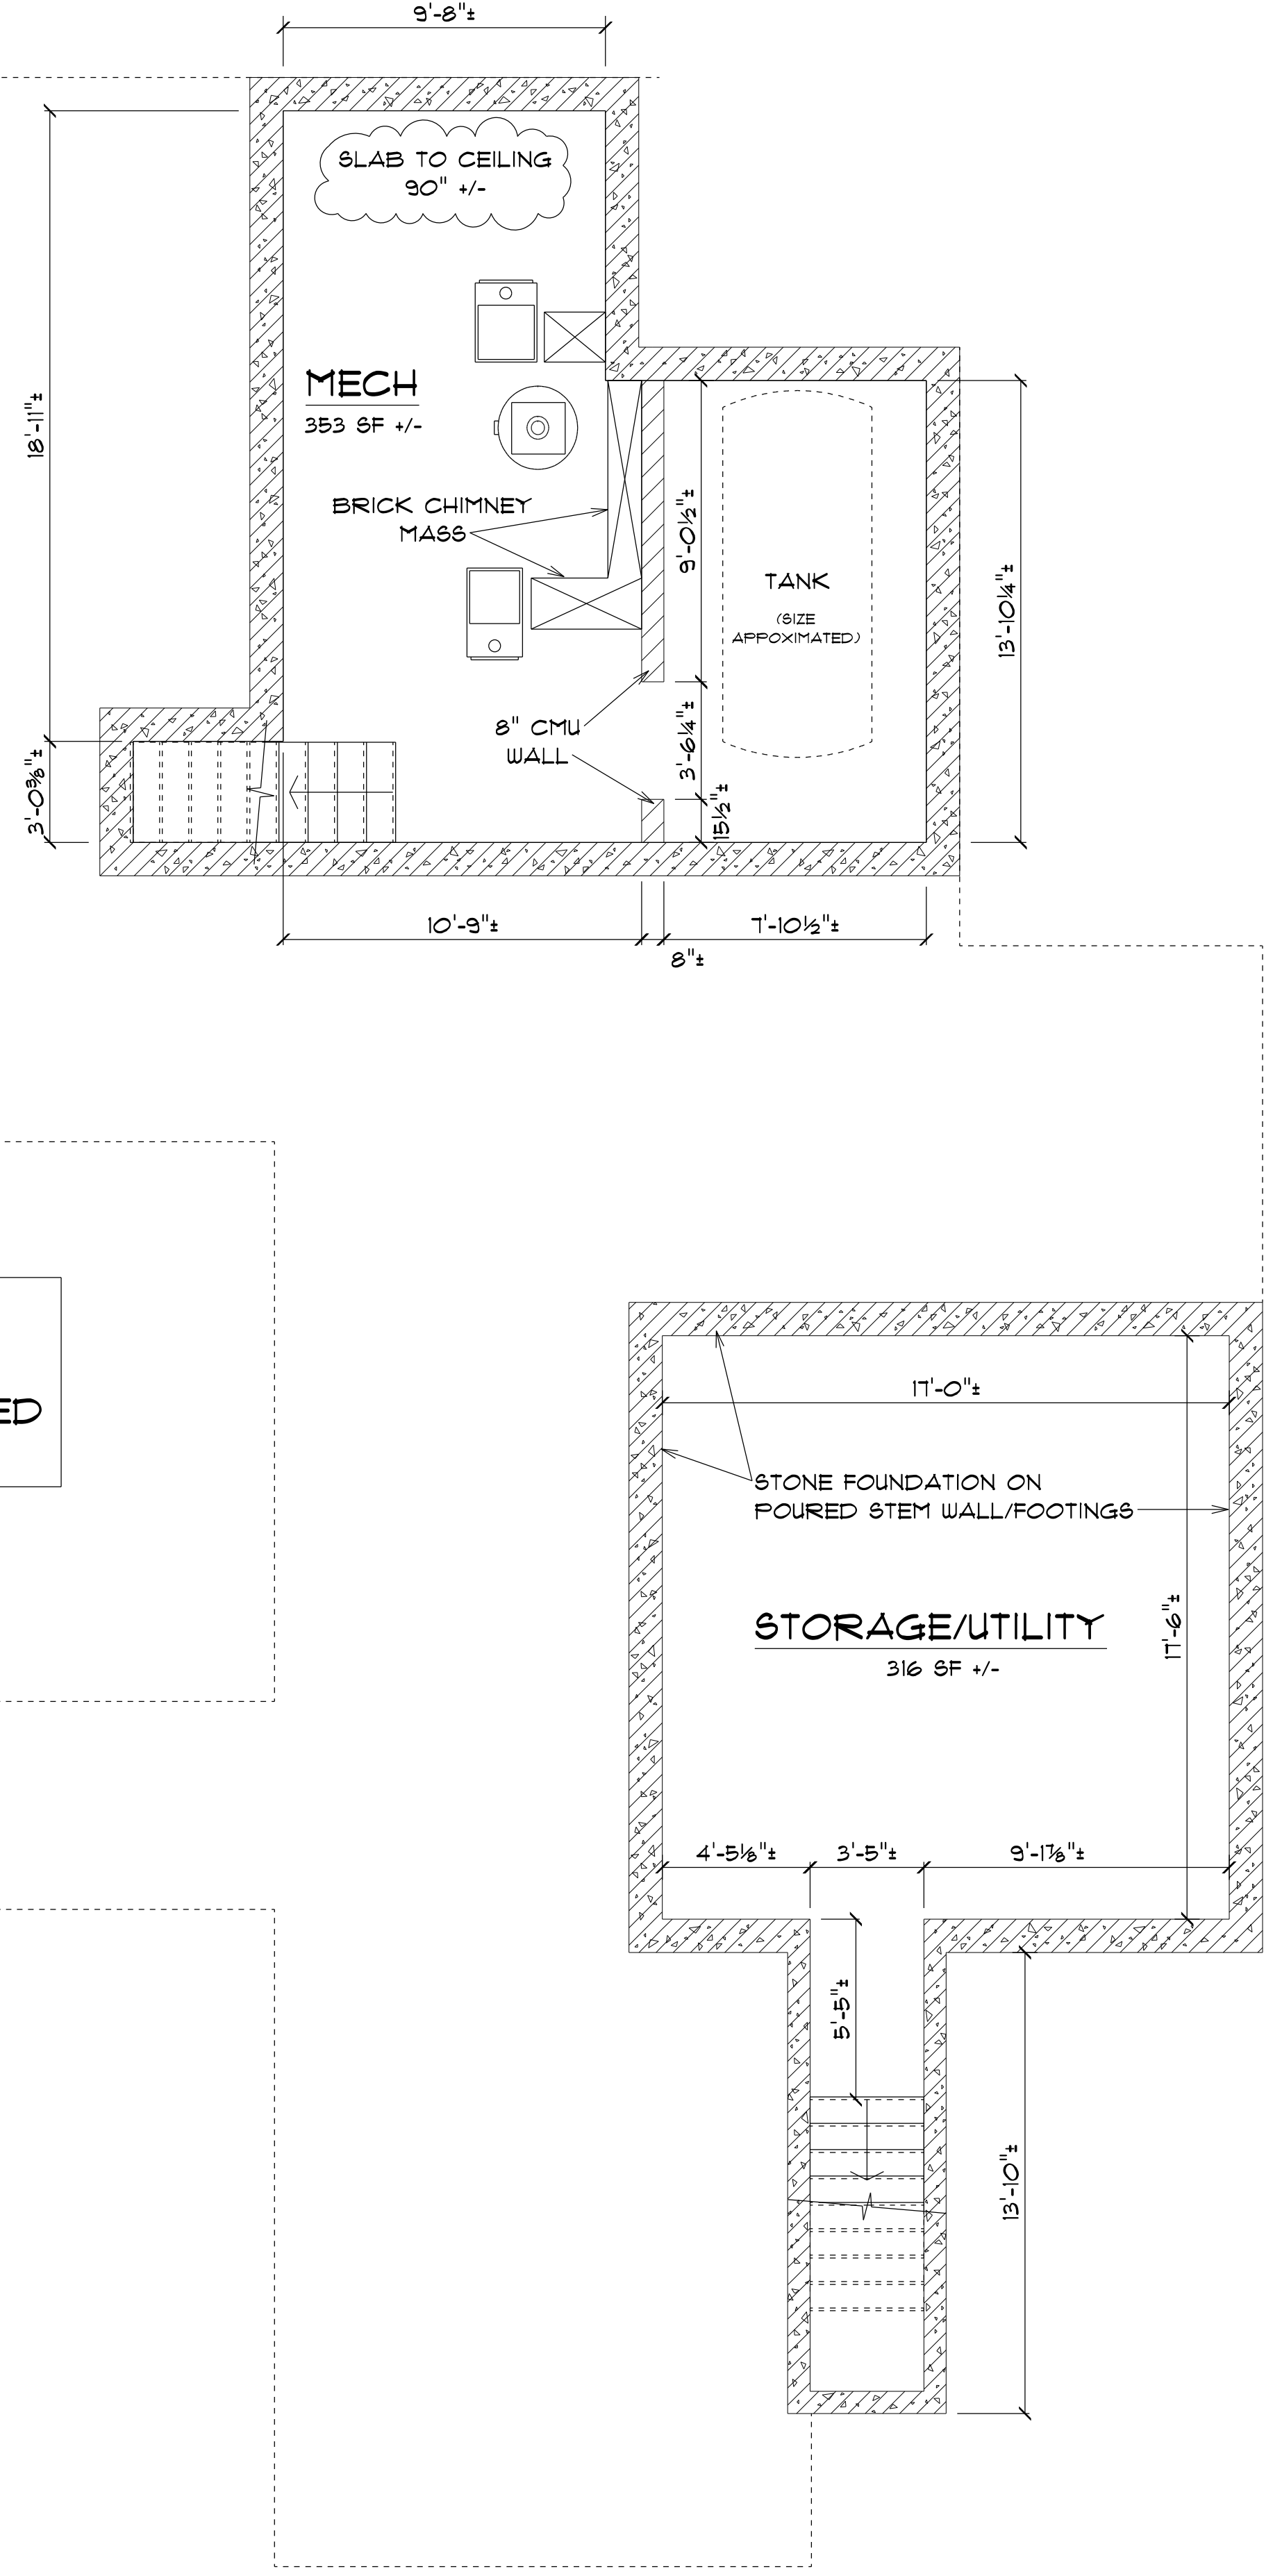 9'-8"±
SLAB TO CEILING
90" +/-
MECH
353 SF +/-
18'-11"±
BRICK CHIMNEY
MASS
9'-0½"±
TANK
(SIZE
APPOXIMATED)
13'-10¼"±
8" CMU
WALL
3'-6¼"±
15½"±
3'-0⅜"±
10'-9"±
8"±
7'-10½"±
ED
17'-0"±
STONE FOUNDATION ON
POURED STEM WALL/FOOTINGS
STORAGE/UTILITY
316 SF +/-
17'-6"±
4'-5⅛"±
3'-5"±
9'-1⅞"±
5'-5"±
13'-10"±